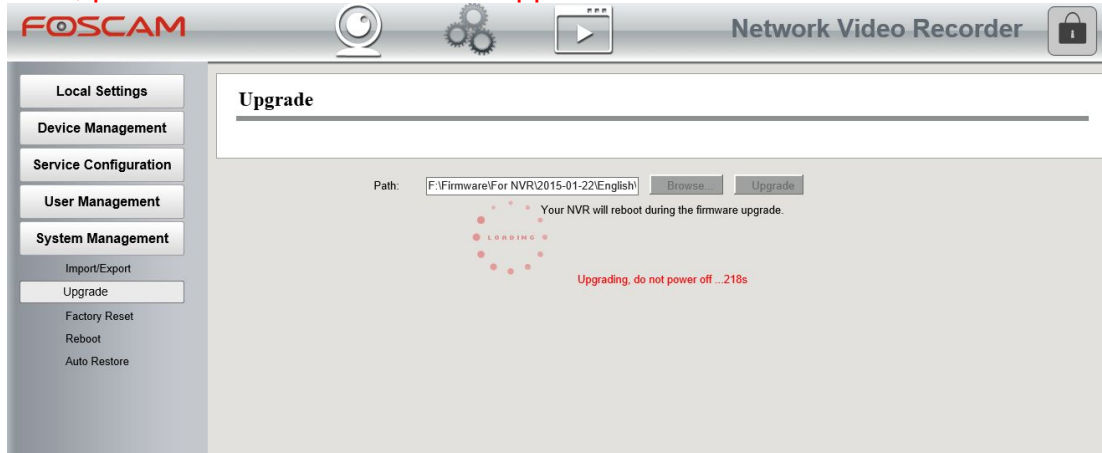 FOSCAM
Network Video Recorder
Local Settings
Device Management
Service Configuration
User Management
System Management
Import/Export
Upgrade
Factory Reset
Reboot
Auto Restore
Upgrade
Path: F:\Firmware\For NVR\2015-01-22\English\ Browse... Upgrade
Your NVR will reboot during the firmware upgrade.
LOADING
Upgrading, do not power off ...218s